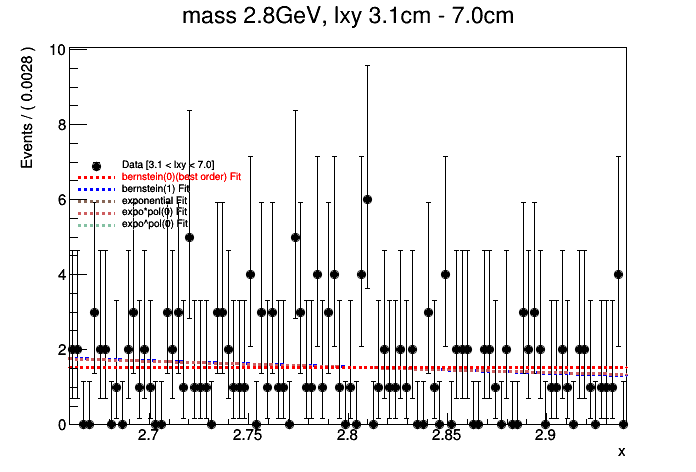 mass 2.8GeV, lxy 3.1cm - 7.0cm
Events / ( 0.0028 )
10
8
6
4
2
0
Data [3.1 < lxy < 7.0]
bernstein(0)(best order) Fit
bernstein(1) Fit
exponential Fit
expo*pol(0) Fit
expo^pol(0) Fit
2.7 2.75 2.8 2.85 2.9
x